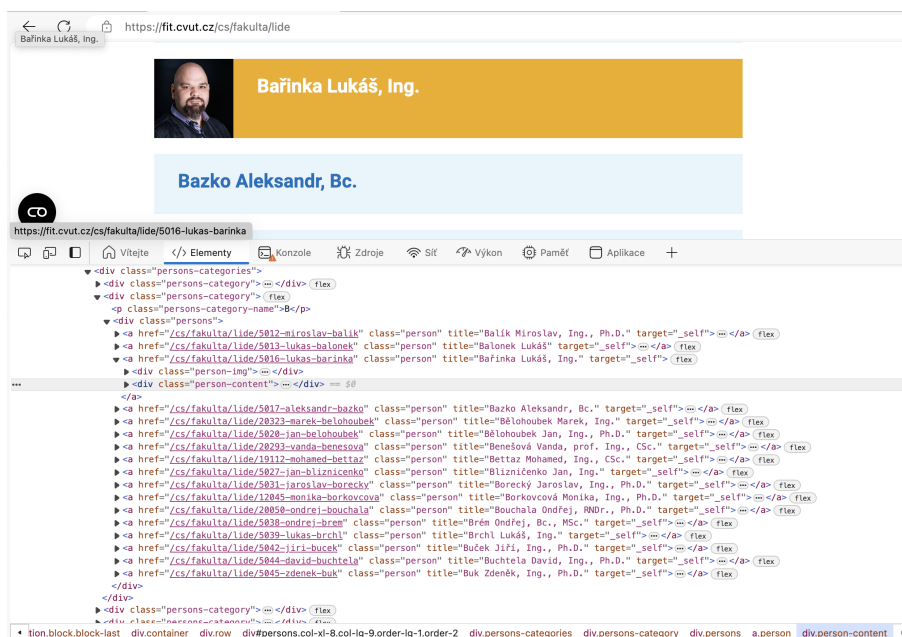 https://fit.cvut.cz/cs/fakulta/lide
Bařinka Lukáš, Ing.
Bařinka Lukáš, Ing.
Bazko Aleksandr, Bc.
https://fit.cvut.cz/cs/fakulta/lide/5016-lukas-barinka
Vítejte </> Elementy Konzole Zdroje Síť Výkon Paměť Aplikace
<div class="persons-categories">
<div class="persons-category">⋯</div> flex
<div class="persons-category"> flex
<p class="persons-category-name">B</p>
<div class="persons">
<a href="/cs/fakulta/lide/5012-miroslav-balik" class="person" title="Balík Miroslav, Ing., Ph.D." target="_self">⋯</a> flex
<a href="/cs/fakulta/lide/5013-lukas-balonek" class="person" title="Balonek Lukáš" target="_self">⋯</a> flex
<a href="/cs/fakulta/lide/5016-lukas-barinka" class="person" title="Bařinka Lukáš, Ing." target="_self"> flex
<div class="person-img">⋯</div>
<div class="person-content">⋯</div> == $0
</a>
<a href="/cs/fakulta/lide/5017-aleksandr-bazko" class="person" title="Bazko Aleksandr, Bc." target="_self">⋯</a> flex
<a href="/cs/fakulta/lide/20323-marek-belohoubek" class="person" title="Bělohoubek Marek, Ing." target="_self">⋯</a> flex
<a href="/cs/fakulta/lide/5020-jan-belohoubek" class="person" title="Bělohoubek Jan, Ing., Ph.D." target="_self">⋯</a> flex
<a href="/cs/fakulta/lide/20293-vanda-benesova" class="person" title="Benešová Vanda, prof. Ing., CSc." target="_self">⋯</a> flex
<a href="/cs/fakulta/lide/19112-mohamed-bettaz" class="person" title="Bettaz Mohamed, Ing., CSc." target="_self">⋯</a> flex
<a href="/cs/fakulta/lide/5027-jan-bliznicenko" class="person" title="Blizničenko Jan, Ing." target="_self">⋯</a> flex
<a href="/cs/fakulta/lide/5031-jaroslav-borecky" class="person" title="Borecký Jaroslav, Ing., Ph.D." target="_self">⋯</a> flex
<a href="/cs/fakulta/lide/12045-monika-borkovcova" class="person" title="Borkovcová Monika, Ing., Ph.D." target="_self">⋯</a> flex
<a href="/cs/fakulta/lide/20050-ondrej-bouchala" class="person" title="Bouchala Ondřej, RNDr., Ph.D." target="_self">⋯</a> flex
<a href="/cs/fakulta/lide/5038-ondrej-brem" class="person" title="Brém Ondřej, Bc., MSc." target="_self">⋯</a> flex
<a href="/cs/fakulta/lide/5039-lukas-brchl" class="person" title="Brchl Lukáš, Ing." target="_self">⋯</a> flex
<a href="/cs/fakulta/lide/5042-jiri-bucek" class="person" title="Buček Jiří, Ing., Ph.D." target="_self">⋯</a> flex
<a href="/cs/fakulta/lide/5044-david-buchtela" class="person" title="Buchtela David, Ing., Ph.D." target="_self">⋯</a> flex
<a href="/cs/fakulta/lide/5045-zdenek-buk" class="person" title="Buk Zdeněk, Ing., Ph.D." target="_self">⋯</a> flex
</div>
</div>
<div class="persons-category">⋯</div> flex
<div class="persons-category">⋯</div> flex
tion.block.block-last div.container div.row div#persons.col-xl-8.col-lg-9.order-lg-1.order-2 div.persons-categories div.persons-category div.persons a.person div.person-content